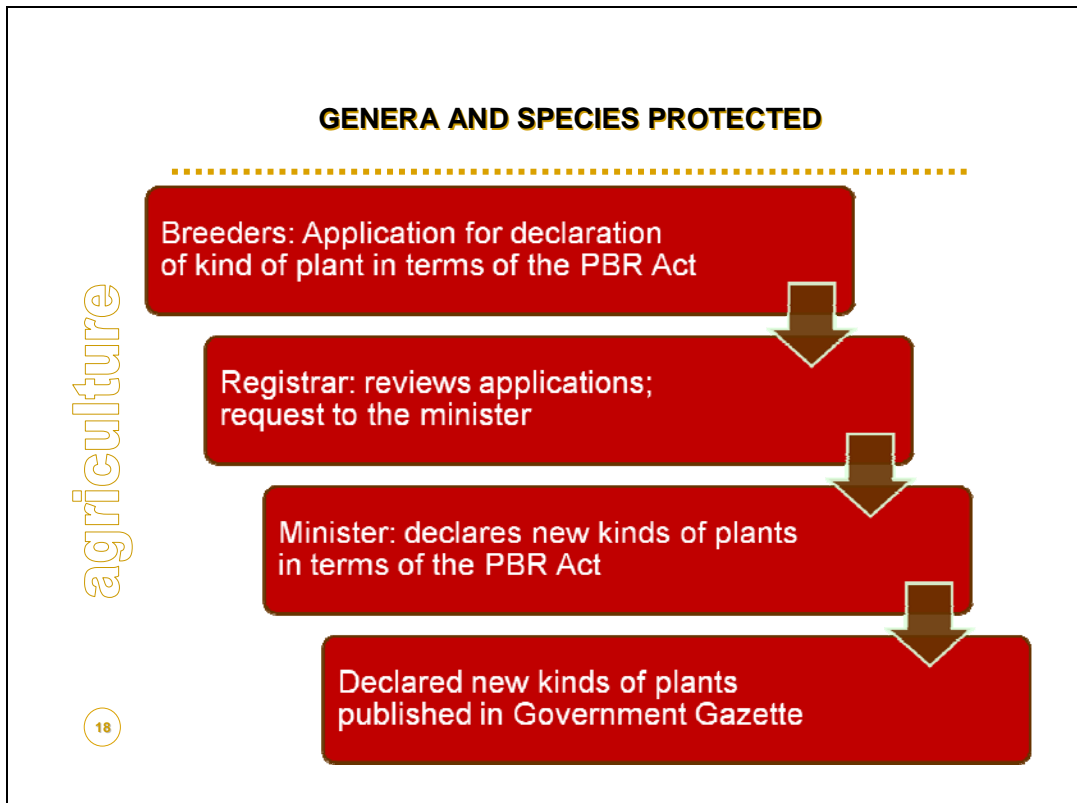 GENERA AND SPECIES PROTECTED
Breeders: Application for declaration
of kind of plant in terms of the PBR Act
Registrar: reviews applications;
request to the minister
Minister: declares new kinds of plants
in terms of the PBR Act
Declared new kinds of plants
published in Government Gazette
agriculture
18